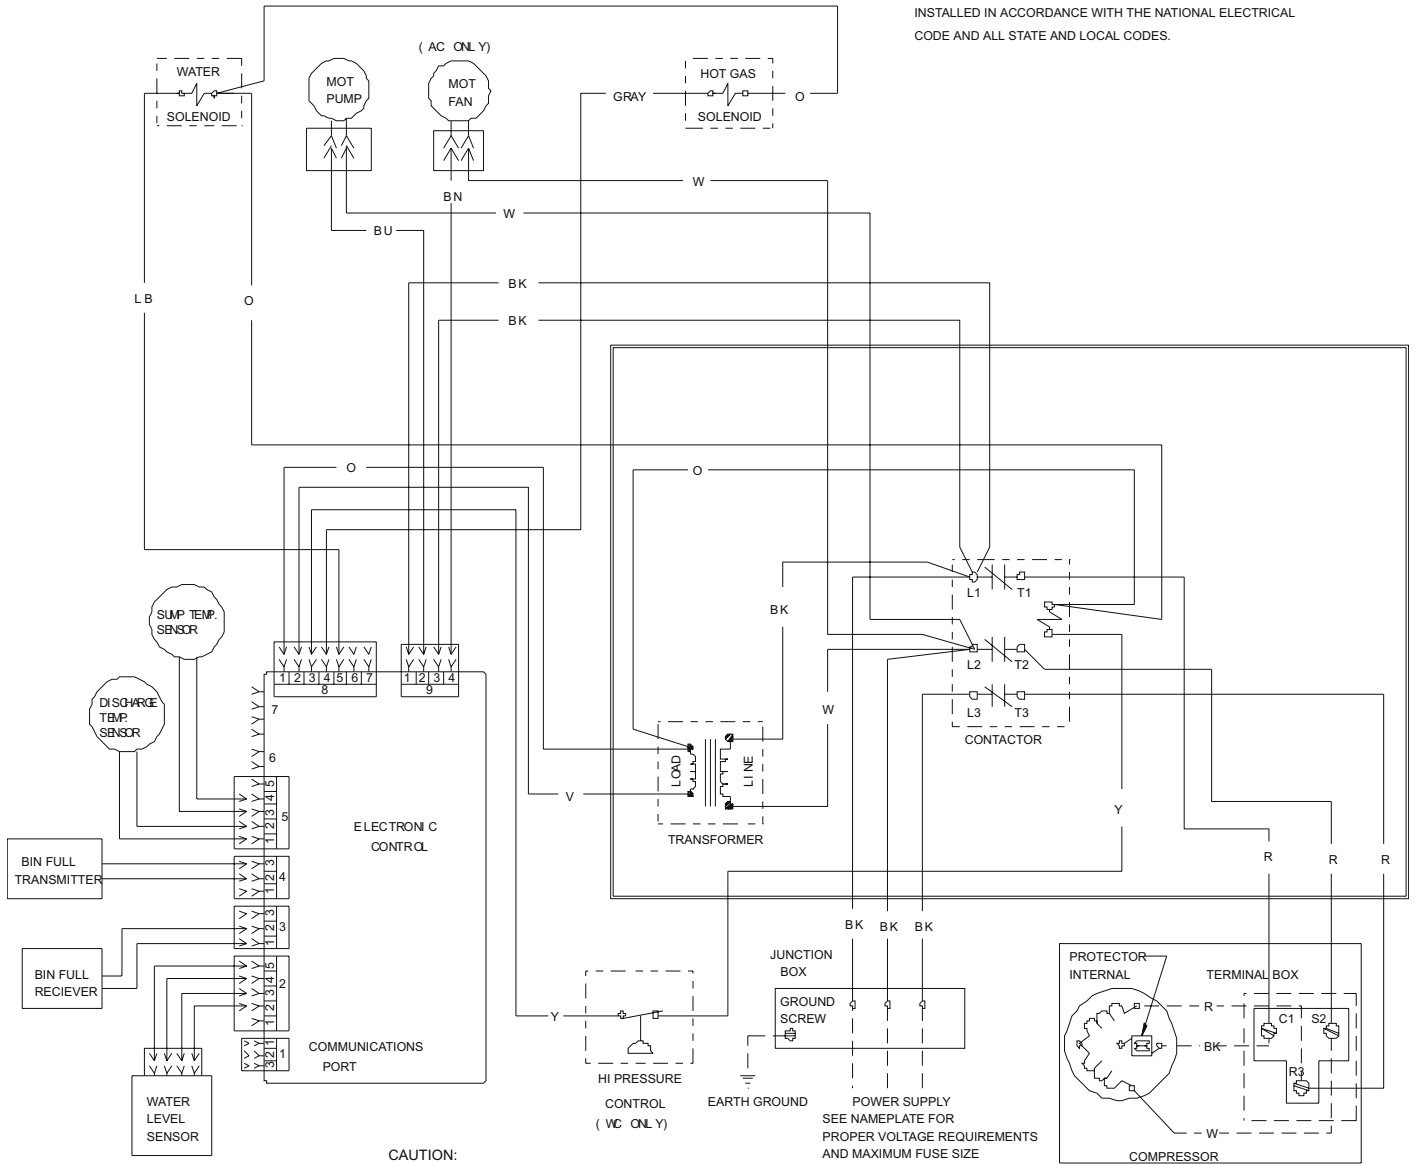 INSTALLED IN ACCORDANCE WITH THE NATIONAL ELECTRICAL
CODE AND ALL STATE AND LOCAL CODES.
( AC ONLY)
WATER
SOLENOID
MOT
PUMP
MOT
FAN
GRAY
HOT GAS
SOLENOID
O
W
BN
W
BU
BK
LB
O
BK
O
O
BK
L1
T1
L2
T2
L3
T3
CONTACTOR
SUMP TEMP.
SENSOR
DISCHARGE
TEMP.
SENSOR
1 2 3 4 5 6 7
8
1 2 3 4
9
7
6
5
4
3
2
1
5
3
2
1
4
3
2
1
3
5
4
3
2
1
2
1
2
3
1
ELECTRONIC
CONTROL
LOAD
LINE
TRANSFORMER
W
V
Y
R
R
R
BIN FULL
TRANSMITTER
BIN FULL
RECIEVER
WATER
LEVEL
SENSOR
COMMUNICATIONS
PORT
Y
HI PRESSURE
CONTROL
( WC ONLY)
BK
BK
BK
JUNCTION
BOX
GROUND
SCREW
EARTH GROUND
POWER SUPPLY
SEE NAMEPLATE FOR
PROPER VOLTAGE REQUIREMENTS
AND MAXIMUM FUSE SIZE
PROTECTOR
INTERNAL
TERMINAL BOX
R
C1
S2
BK
R3
W
COMPRESSOR
CAUTION: